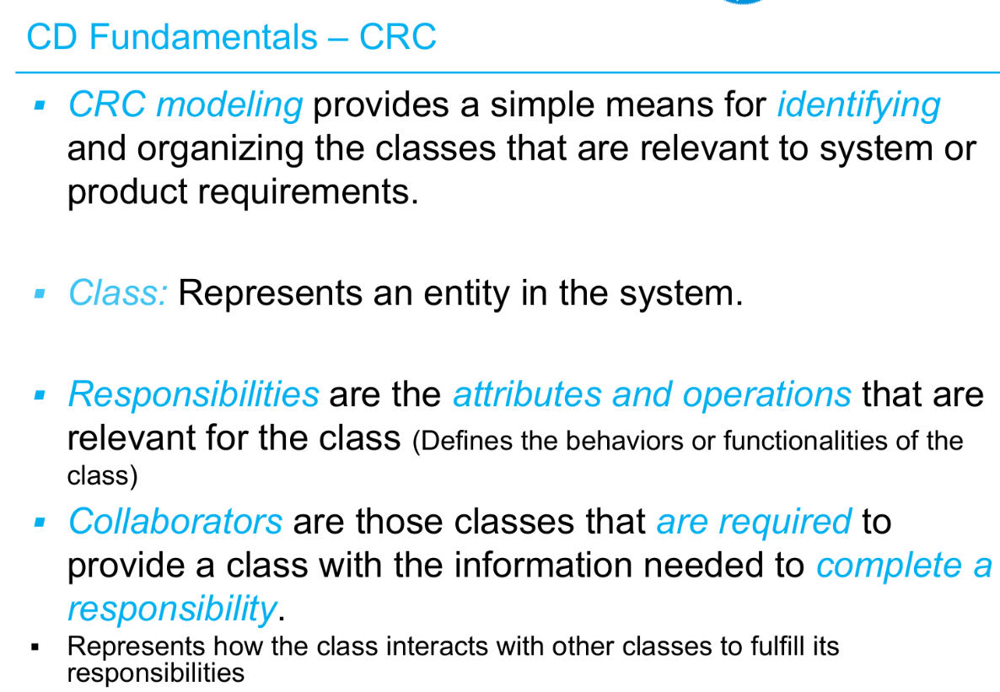 CD Fundamentals – CRC
▪ CRC modeling provides a simple means for identifying
and organizing the classes that are relevant to system or
product requirements.
▪ Class: Represents an entity in the system.
▪ Responsibilities are the attributes and operations that are
relevant for the class (Defines the behaviors or functionalities of the
class)
▪ Collaborators are those classes that are required to
provide a class with the information needed to complete a
responsibility.
▪ Represents how the class interacts with other classes to fulfill its
responsibilities